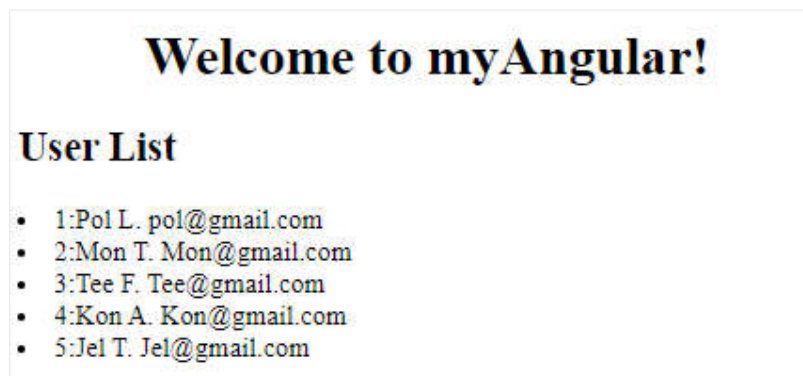 Welcome to myAngular!
User List
1:Pol L. pol@gmail.com
2:Mon T. Mon@gmail.com
3:Tee F. Tee@gmail.com
4:Kon A. Kon@gmail.com
5:Jel T. Jel@gmail.com